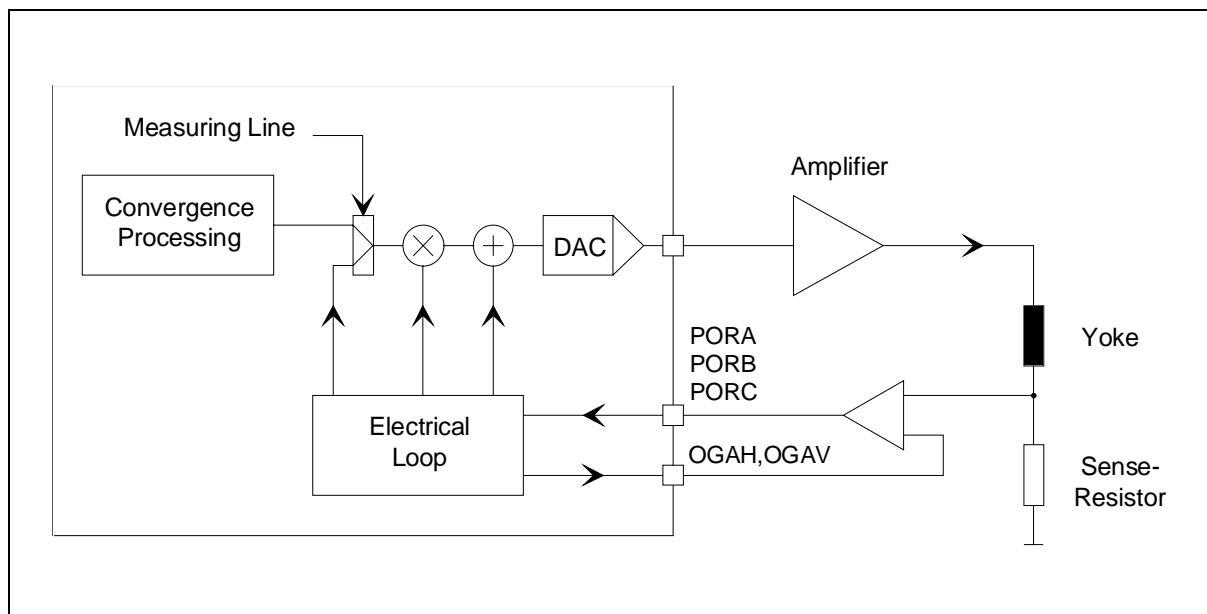 Measuring Line
Amplifier
Convergence
Processing
DAC
PORA
PORB
PORC
Yoke
Electrical
Loop
OGAH,OGAV
Sense-
Resistor